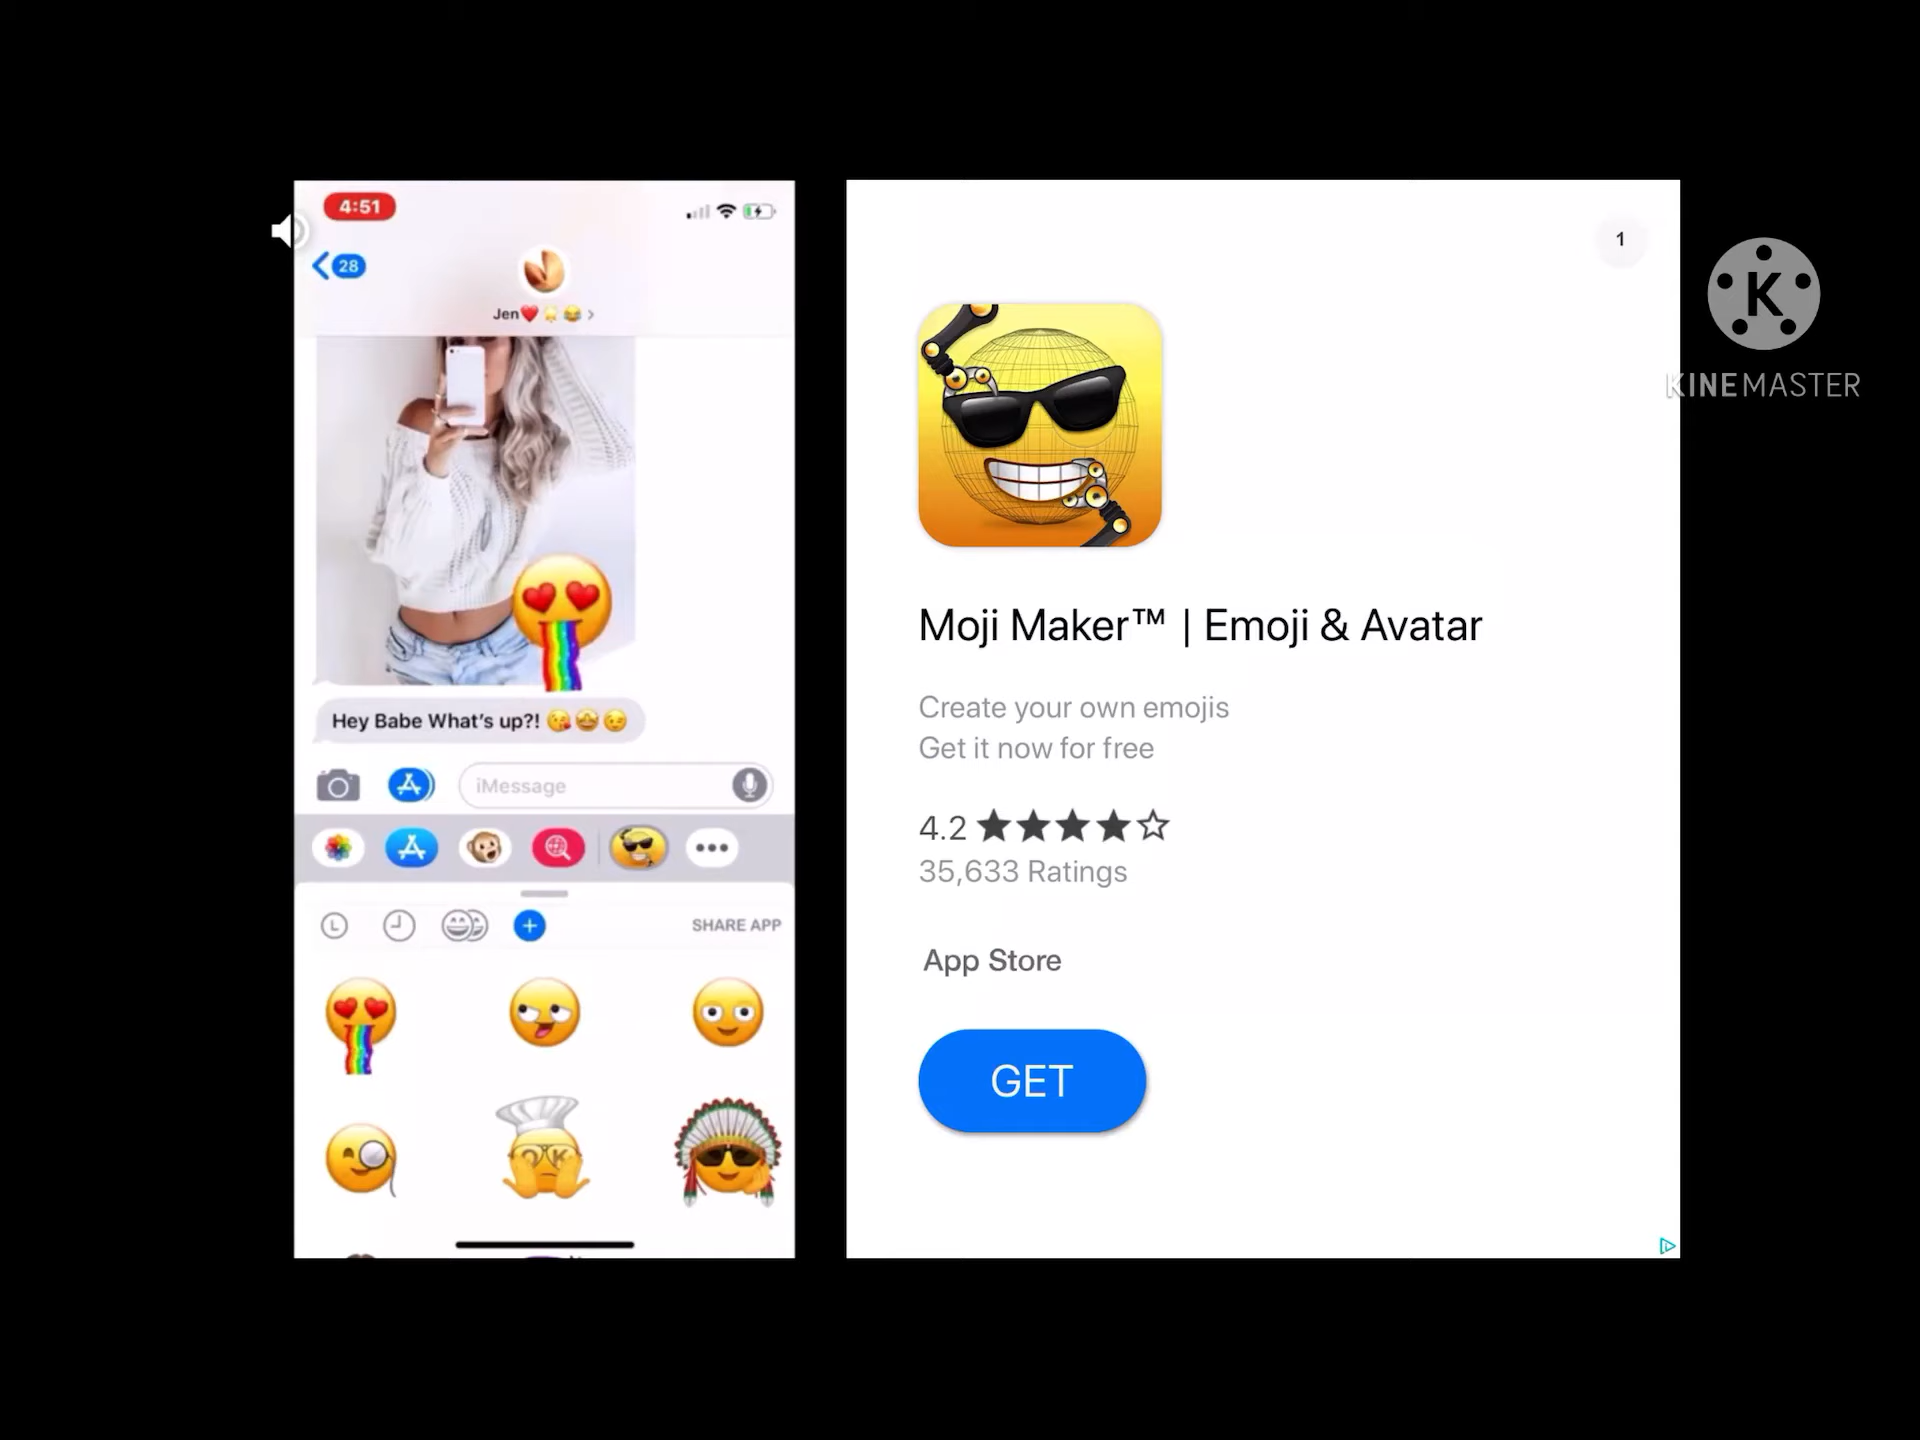 4:51
28
Jen❤️ 😂 >
Hey Babe What's up?! 😘🤩😉
iMessage
SHARE APP
OK
1
Moji Maker™ | Emoji & Avatar
Create your own emojis
Get it now for free
4.2 ★★★★☆
35,633 Ratings
App Store
GET
K
KINEMASTER